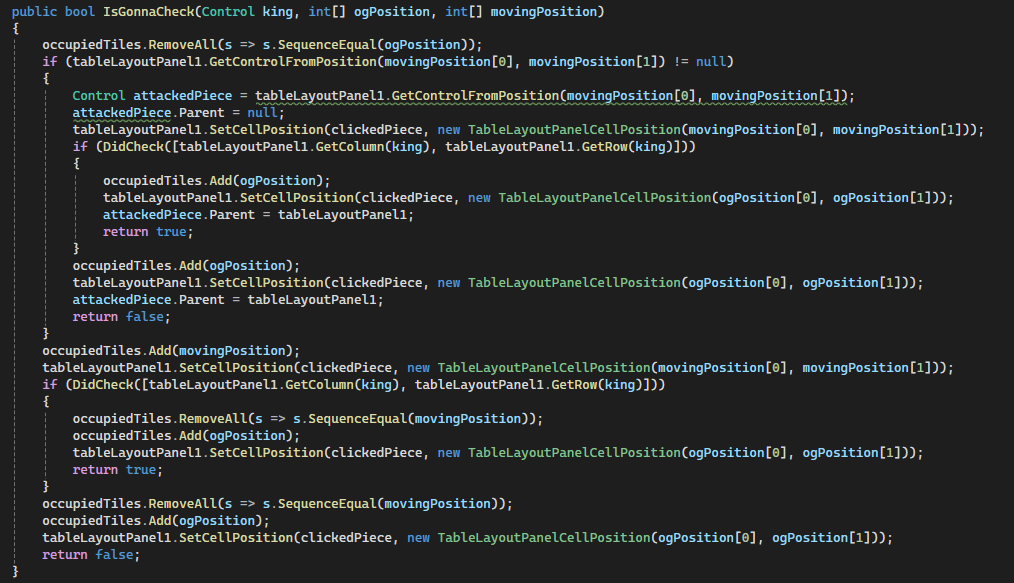 public bool IsGonnaCheck(Control king, int[] ogPosition, int[] movingPosition)
{
occupiedTiles.RemoveAll(s => s.SequenceEqual(ogPosition));
if (tableLayoutPanel1.GetControlFromPosition(movingPosition[0], movingPosition[1]) != null)
{
Control attackedPiece = tableLayoutPanel1.GetControlFromPosition(movingPosition[0], movingPosition[1]);
attackedPiece.Parent = null;
tableLayoutPanel1.SetCellPosition(clickedPiece, new TableLayoutPanelCellPosition(movingPosition[0], movingPosition[1]));
if (DidCheck([tableLayoutPanel1.GetColumn(king), tableLayoutPanel1.GetRow(king)]))
{
occupiedTiles.Add(ogPosition);
tableLayoutPanel1.SetCellPosition(clickedPiece, new TableLayoutPanelCellPosition(ogPosition[0], ogPosition[1]));
attackedPiece.Parent = tableLayoutPanel1;
return true;
}
occupiedTiles.Add(ogPosition);
tableLayoutPanel1.SetCellPosition(clickedPiece, new TableLayoutPanelCellPosition(ogPosition[0], ogPosition[1]));
attackedPiece.Parent = tableLayoutPanel1;
return false;
}
occupiedTiles.Add(movingPosition);
tableLayoutPanel1.SetCellPosition(clickedPiece, new TableLayoutPanelCellPosition(movingPosition[0], movingPosition[1]));
if (DidCheck([tableLayoutPanel1.GetColumn(king), tableLayoutPanel1.GetRow(king)]))
{
occupiedTiles.RemoveAll(s => s.SequenceEqual(movingPosition));
occupiedTiles.Add(ogPosition);
tableLayoutPanel1.SetCellPosition(clickedPiece, new TableLayoutPanelCellPosition(ogPosition[0], ogPosition[1]));
return true;
}
occupiedTiles.RemoveAll(s => s.SequenceEqual(movingPosition));
occupiedTiles.Add(ogPosition);
tableLayoutPanel1.SetCellPosition(clickedPiece, new TableLayoutPanelCellPosition(ogPosition[0], ogPosition[1]));
return false;
}